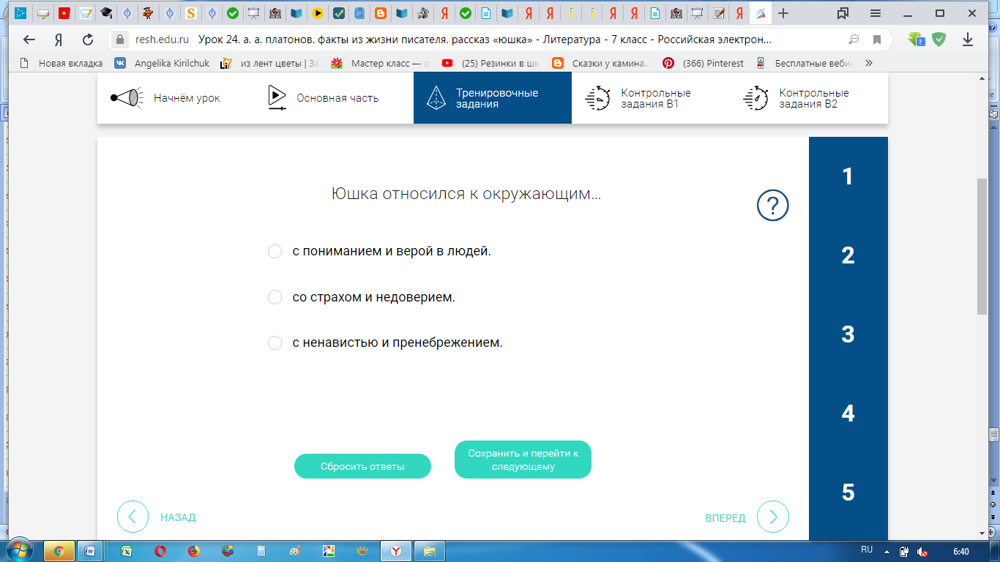 resh.edu.ru Урок 24. а. а. платонов. факты из жизни писателя. рассказ «юшка» - Литература - 7 класс - Российская электрон...
Новая вкладка
Angelika Kirilchuk
из лент цветы | За
Мастер класс — с
(25) Резинки в шк
Сказки у камина...
(366) Pinterest
Бесплатные вебин
»
Начнём урок
Основная часть
Тренировочные
задания
Контрольные
задания В1
Контрольные
задания В2
Юшка относился к окружающим...
?
с пониманием и верой в людей.
со страхом и недоверием.
с ненавистью и пренебрежением.
Сбросить ответы
Сохранить и перейти к
следующему
НАЗАД
ВПЕРЁД
1
2
3
4
5
RU
6:40